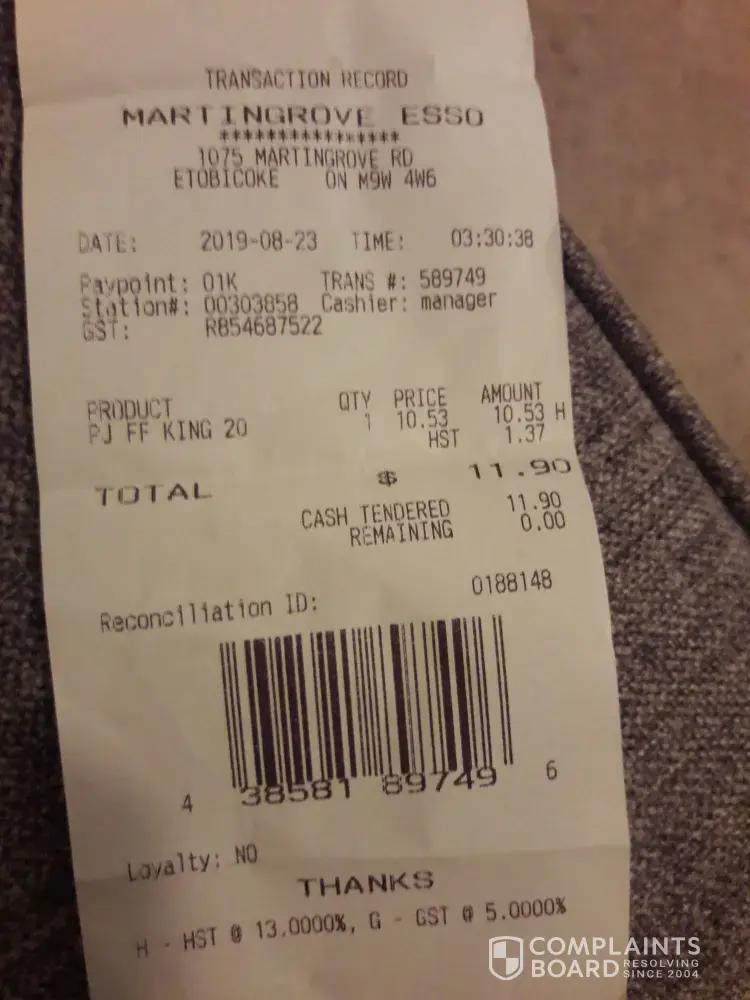 TRANSACTION RECORD
MARTINGROVE ESSO
****************
1075 MARTINGROVE RD
ETOBICOKE ON M9W 4W6
DATE: 2019-08-23 TIME: 03:30:38
Paypoint: 01K TRANS #: 589749
Station#: 00303858 Cashier: manager
GST: R854687522
PRODUCT QTY PRICE AMOUNT
PJ FF KING 20 1 10.53 10.53 H
HST 1.37
TOTAL $ 11.90
CASH TENDERED 11.90
REMAINING 0.00
Reconciliation ID: 0188148
4 38581 89749 6
Loyalty: NO
THANKS
H - HST @ 13.0000%, G - GST @ 5.0000%
COMPLAINTS
BOARD RESOLVING
SINCE 2004